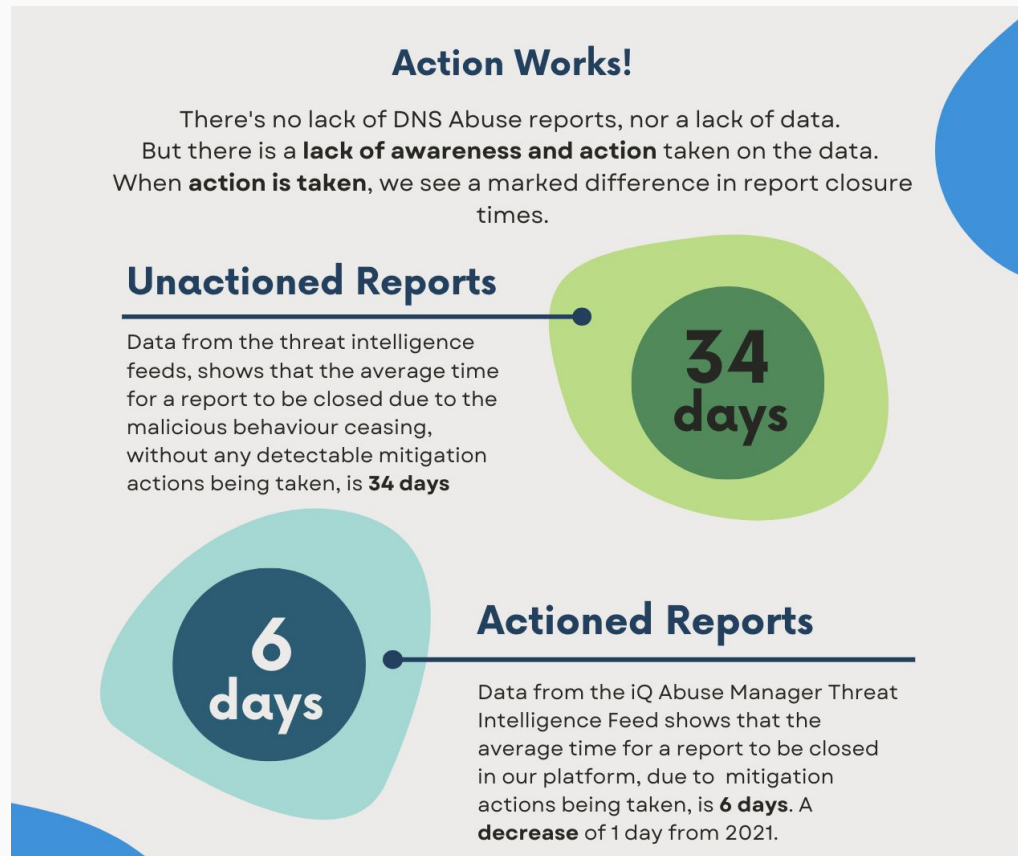 Action Works!
There's no lack of DNS Abuse reports, nor a lack of data.
But there is a lack of awareness and action taken on the data.
When action is taken, we see a marked difference in report closure
times.
Unactioned Reports
Data from the threat intelligence
feeds, shows that the average time
for a report to be closed due to the
malicious behaviour ceasing,
without any detectable mitigation
actions being taken, is 34 days
34
days
6
days
Actioned Reports
Data from the iQ Abuse Manager Threat
Intelligence Feed shows that the
average time for a report to be closed
in our platform, due to mitigation
actions being taken, is 6 days. A
decrease of 1 day from 2021.